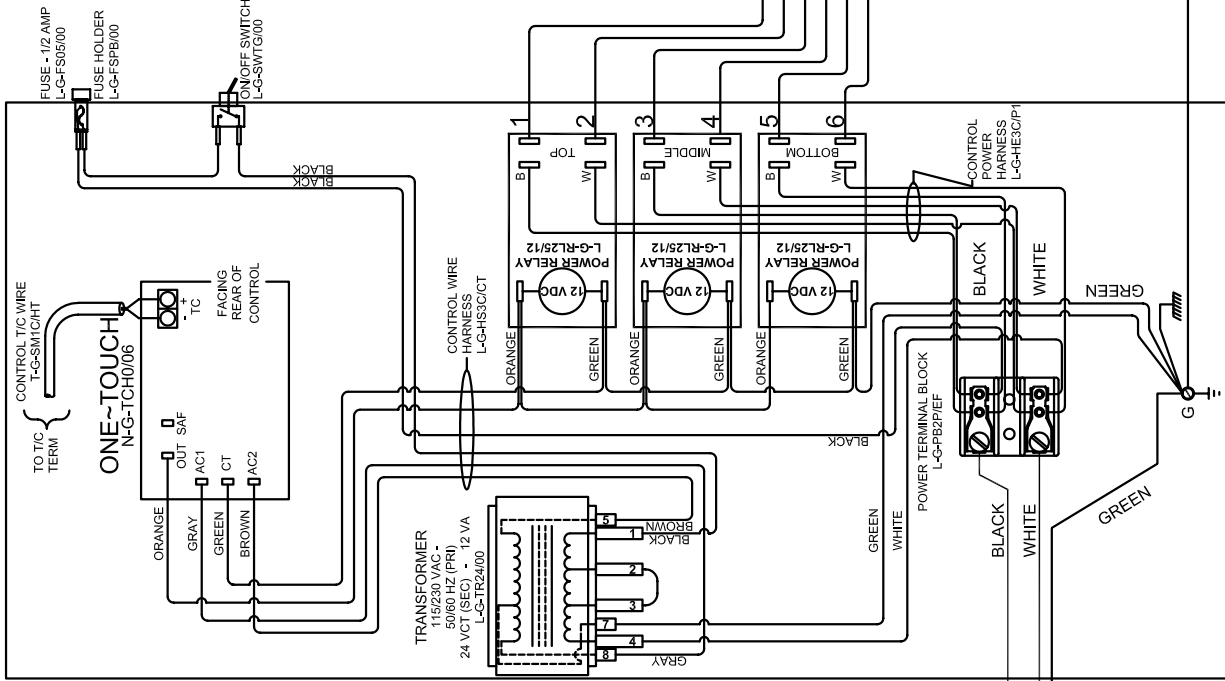 FUSE - 1/2 AMP
L-G-FS05/00
FUSE HOLDER
L-G-FSPB/00
ON/OFF SWITCH
L-G-SWTG/00
BLACK
BLACK
CONTROL T/C WIRE
T-G-SM1C/HT
TO T/C
TERM
ONE~TOUCH
N-G-TCH0/06
- +
TC
FACING
REAR OF
CONTROL
OUT SAF
AC1
CT
AC2
ORANGE
GRAY
GREEN
BROWN
CONTROL WIRE
HARNESS
L-G-HS3C/CT
TRANSFORMER
115/230 VAC -
50/60 HZ (PRI)
24 VCT (SEC) - 12 VA
L-G-TR24/00
5
1
2
3
7
4
8
BROWN
BLACK
GRAY
1
2
TOP
B
W
POWER RELAY
L-G-RL25/12
12 VDC
ORANGE
GREEN
3
4
MIDDLE
B
W
POWER RELAY
L-G-RL25/12
12 VDC
ORANGE
GREEN
5
6
BOTTOM
B
W
POWER RELAY
L-G-RL25/12
12 VDC
ORANGE
GREEN
CONTROL
POWER
HARNESS
L-G-HE3C/P1
BLACK
WHITE
GREEN
BLACK
GREEN
WHITE
POWER TERMINAL BLOCK
L-G-PB2P/EF
BLACK
WHITE
GREEN
G